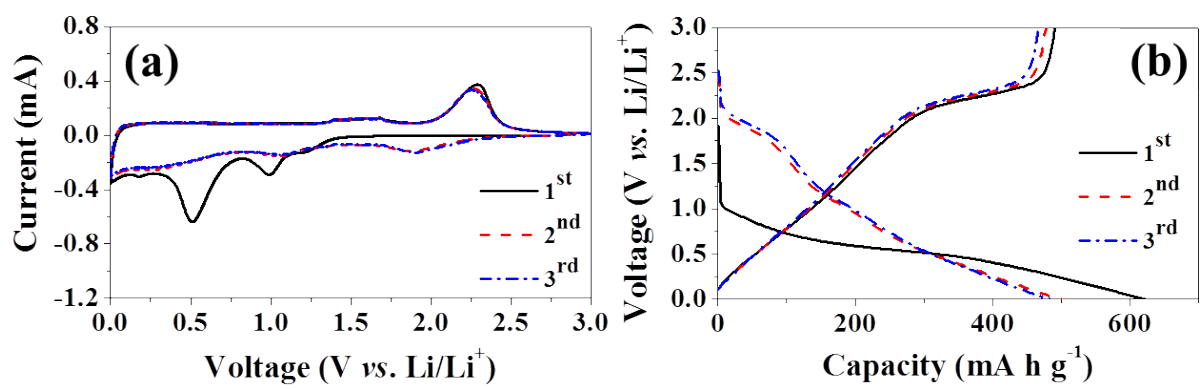 (a)
0.8
0.4
0.0
-0.4
-0.8
-1.2
Current (mA)
1st
2nd
3rd
0.0 0.5 1.0 1.5 2.0 2.5 3.0
Voltage (V vs. Li/Li+)
(b)
3.0
2.5
2.0
1.5
1.0
0.5
0.0
Voltage (V vs. Li/Li+)
1st
2nd
3rd
0 200 400 600
Capacity (mA h g-1)